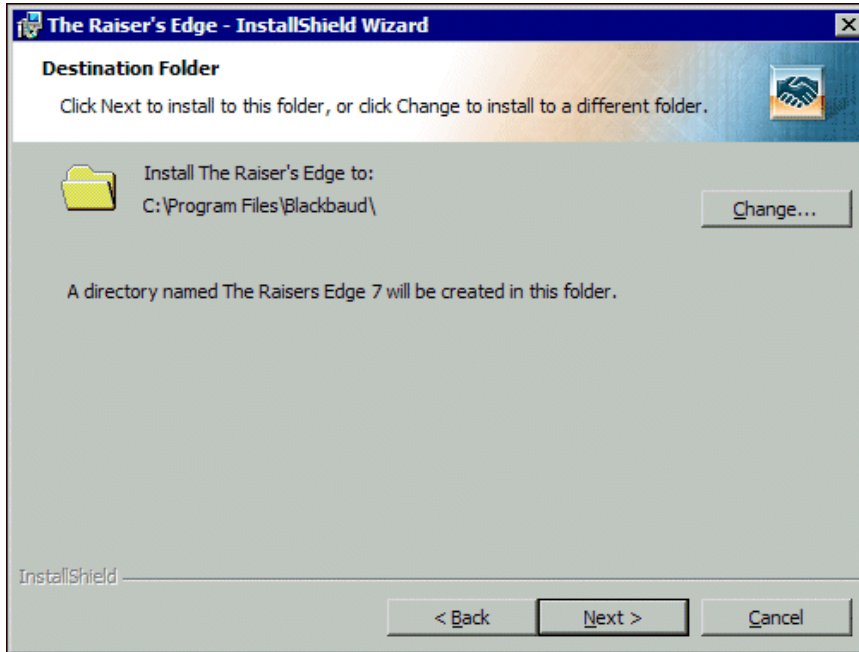 The Raiser's Edge - InstallShield Wizard
Destination Folder
Click Next to install to this folder, or click Change to install to a different folder.
Install The Raiser's Edge to:
C:\Program Files\Blackbaud\
Change...
A directory named The Raisers Edge 7 will be created in this folder.
InstallShield
< Back
Next >
Cancel